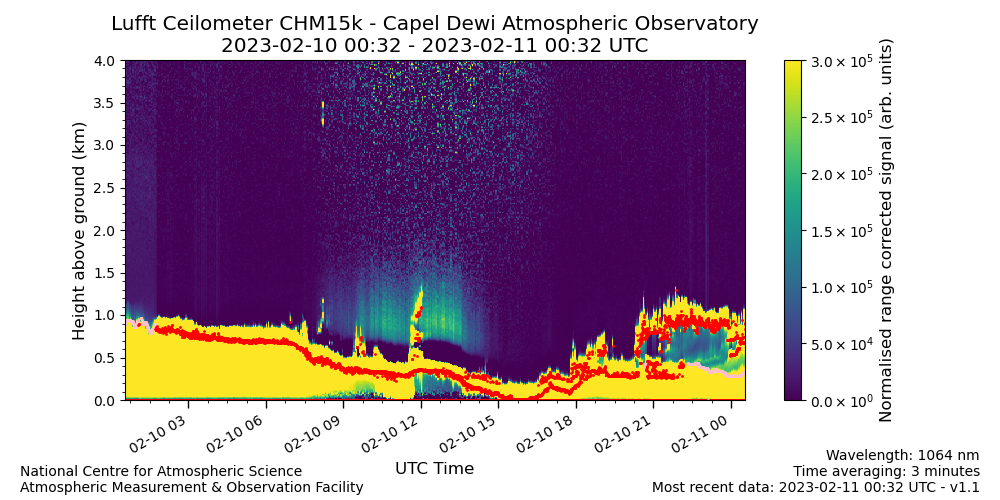 Lufft Ceilometer CHM15k - Capel Dewi Atmospheric Observatory
2023-02-10 00:32 - 2023-02-11 00:32 UTC
4.0
3.5
3.0
2.5
2.0
1.5
1.0
0.5
0.0
Height above ground (km)
02-10 03
02-10 06
02-10 09
02-10 12
02-10 15
02-10 18
02-10 21
02-11 00
UTC Time
3.0 × 10⁵
2.5 × 10⁵
2.0 × 10⁵
1.5 × 10⁵
1.0 × 10⁵
5.0 × 10⁴
0.0 × 10⁰
Normalised range corrected signal (arb. units)
National Centre for Atmospheric Science
Atmospheric Measurement & Observation Facility
Wavelength: 1064 nm
Time averaging: 3 minutes
Most recent data: 2023-02-11 00:32 UTC - v1.1